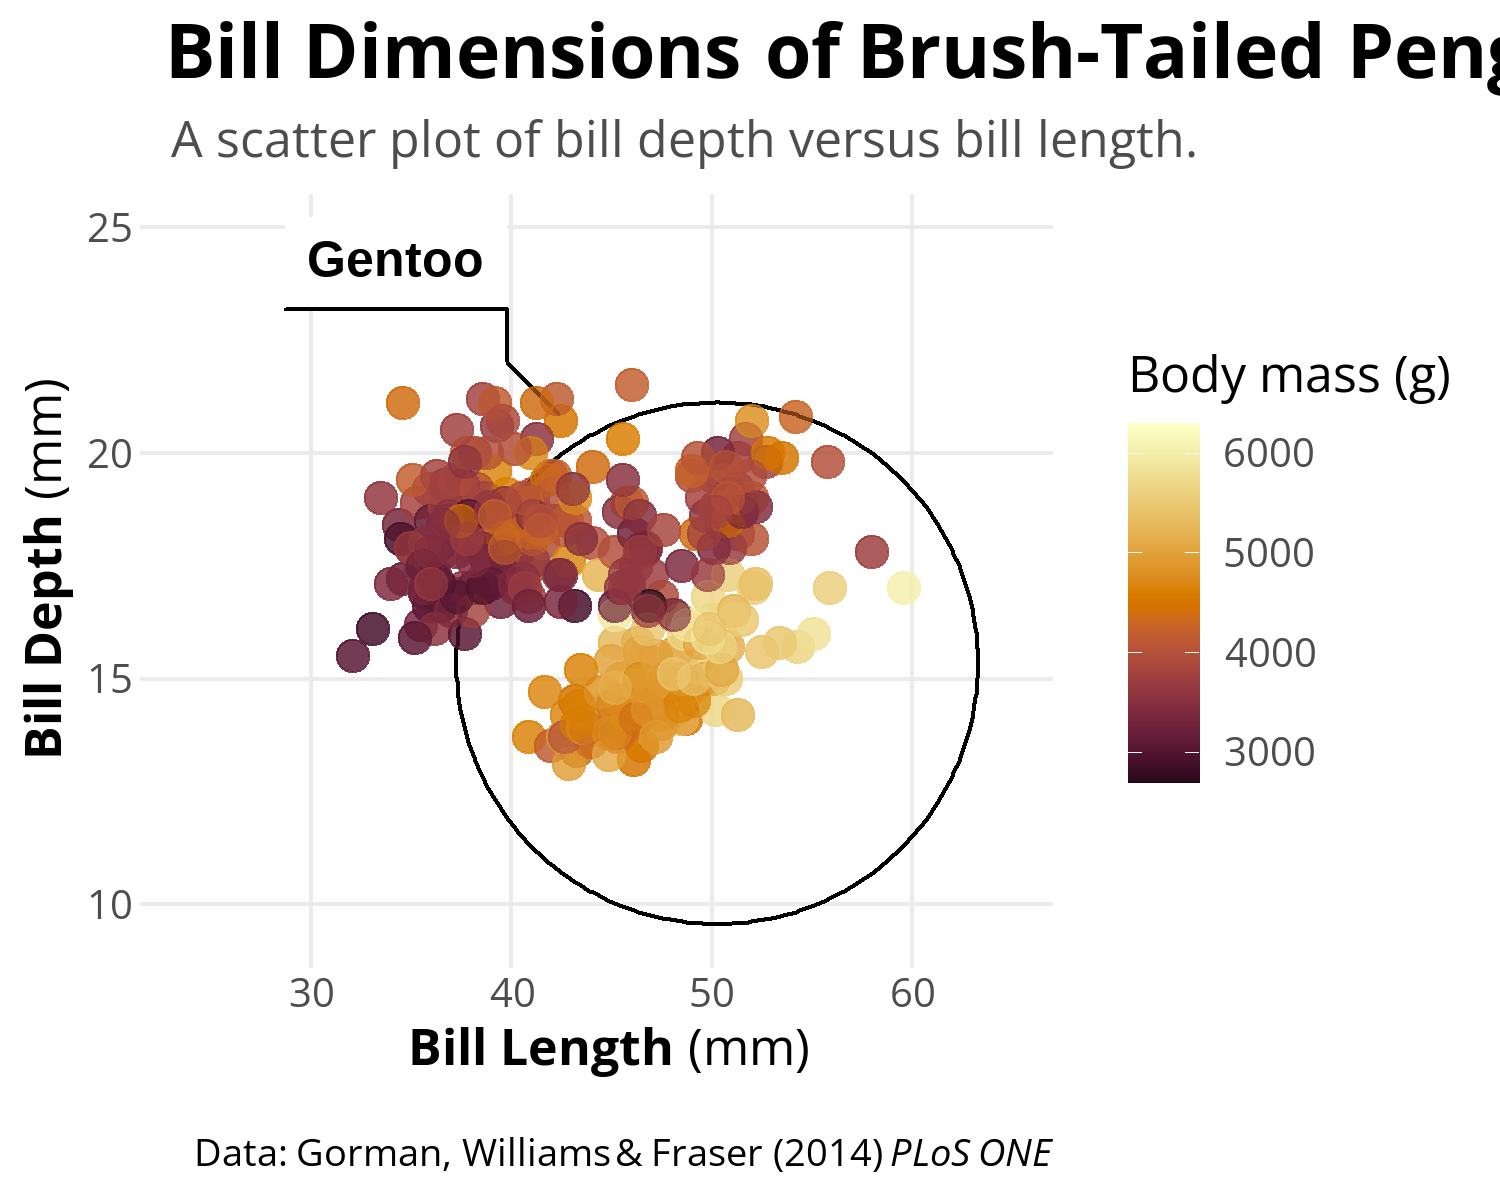 Bill Dimensions of Brush-Tailed Peng
A scatter plot of bill depth versus bill length.
25
20
15
10
Bill Depth (mm)
Gentoo
30 40 50 60
Bill Length (mm)
Body mass (g)
6000
5000
4000
3000
Data: Gorman, Williams & Fraser (2014) PLoS ONE